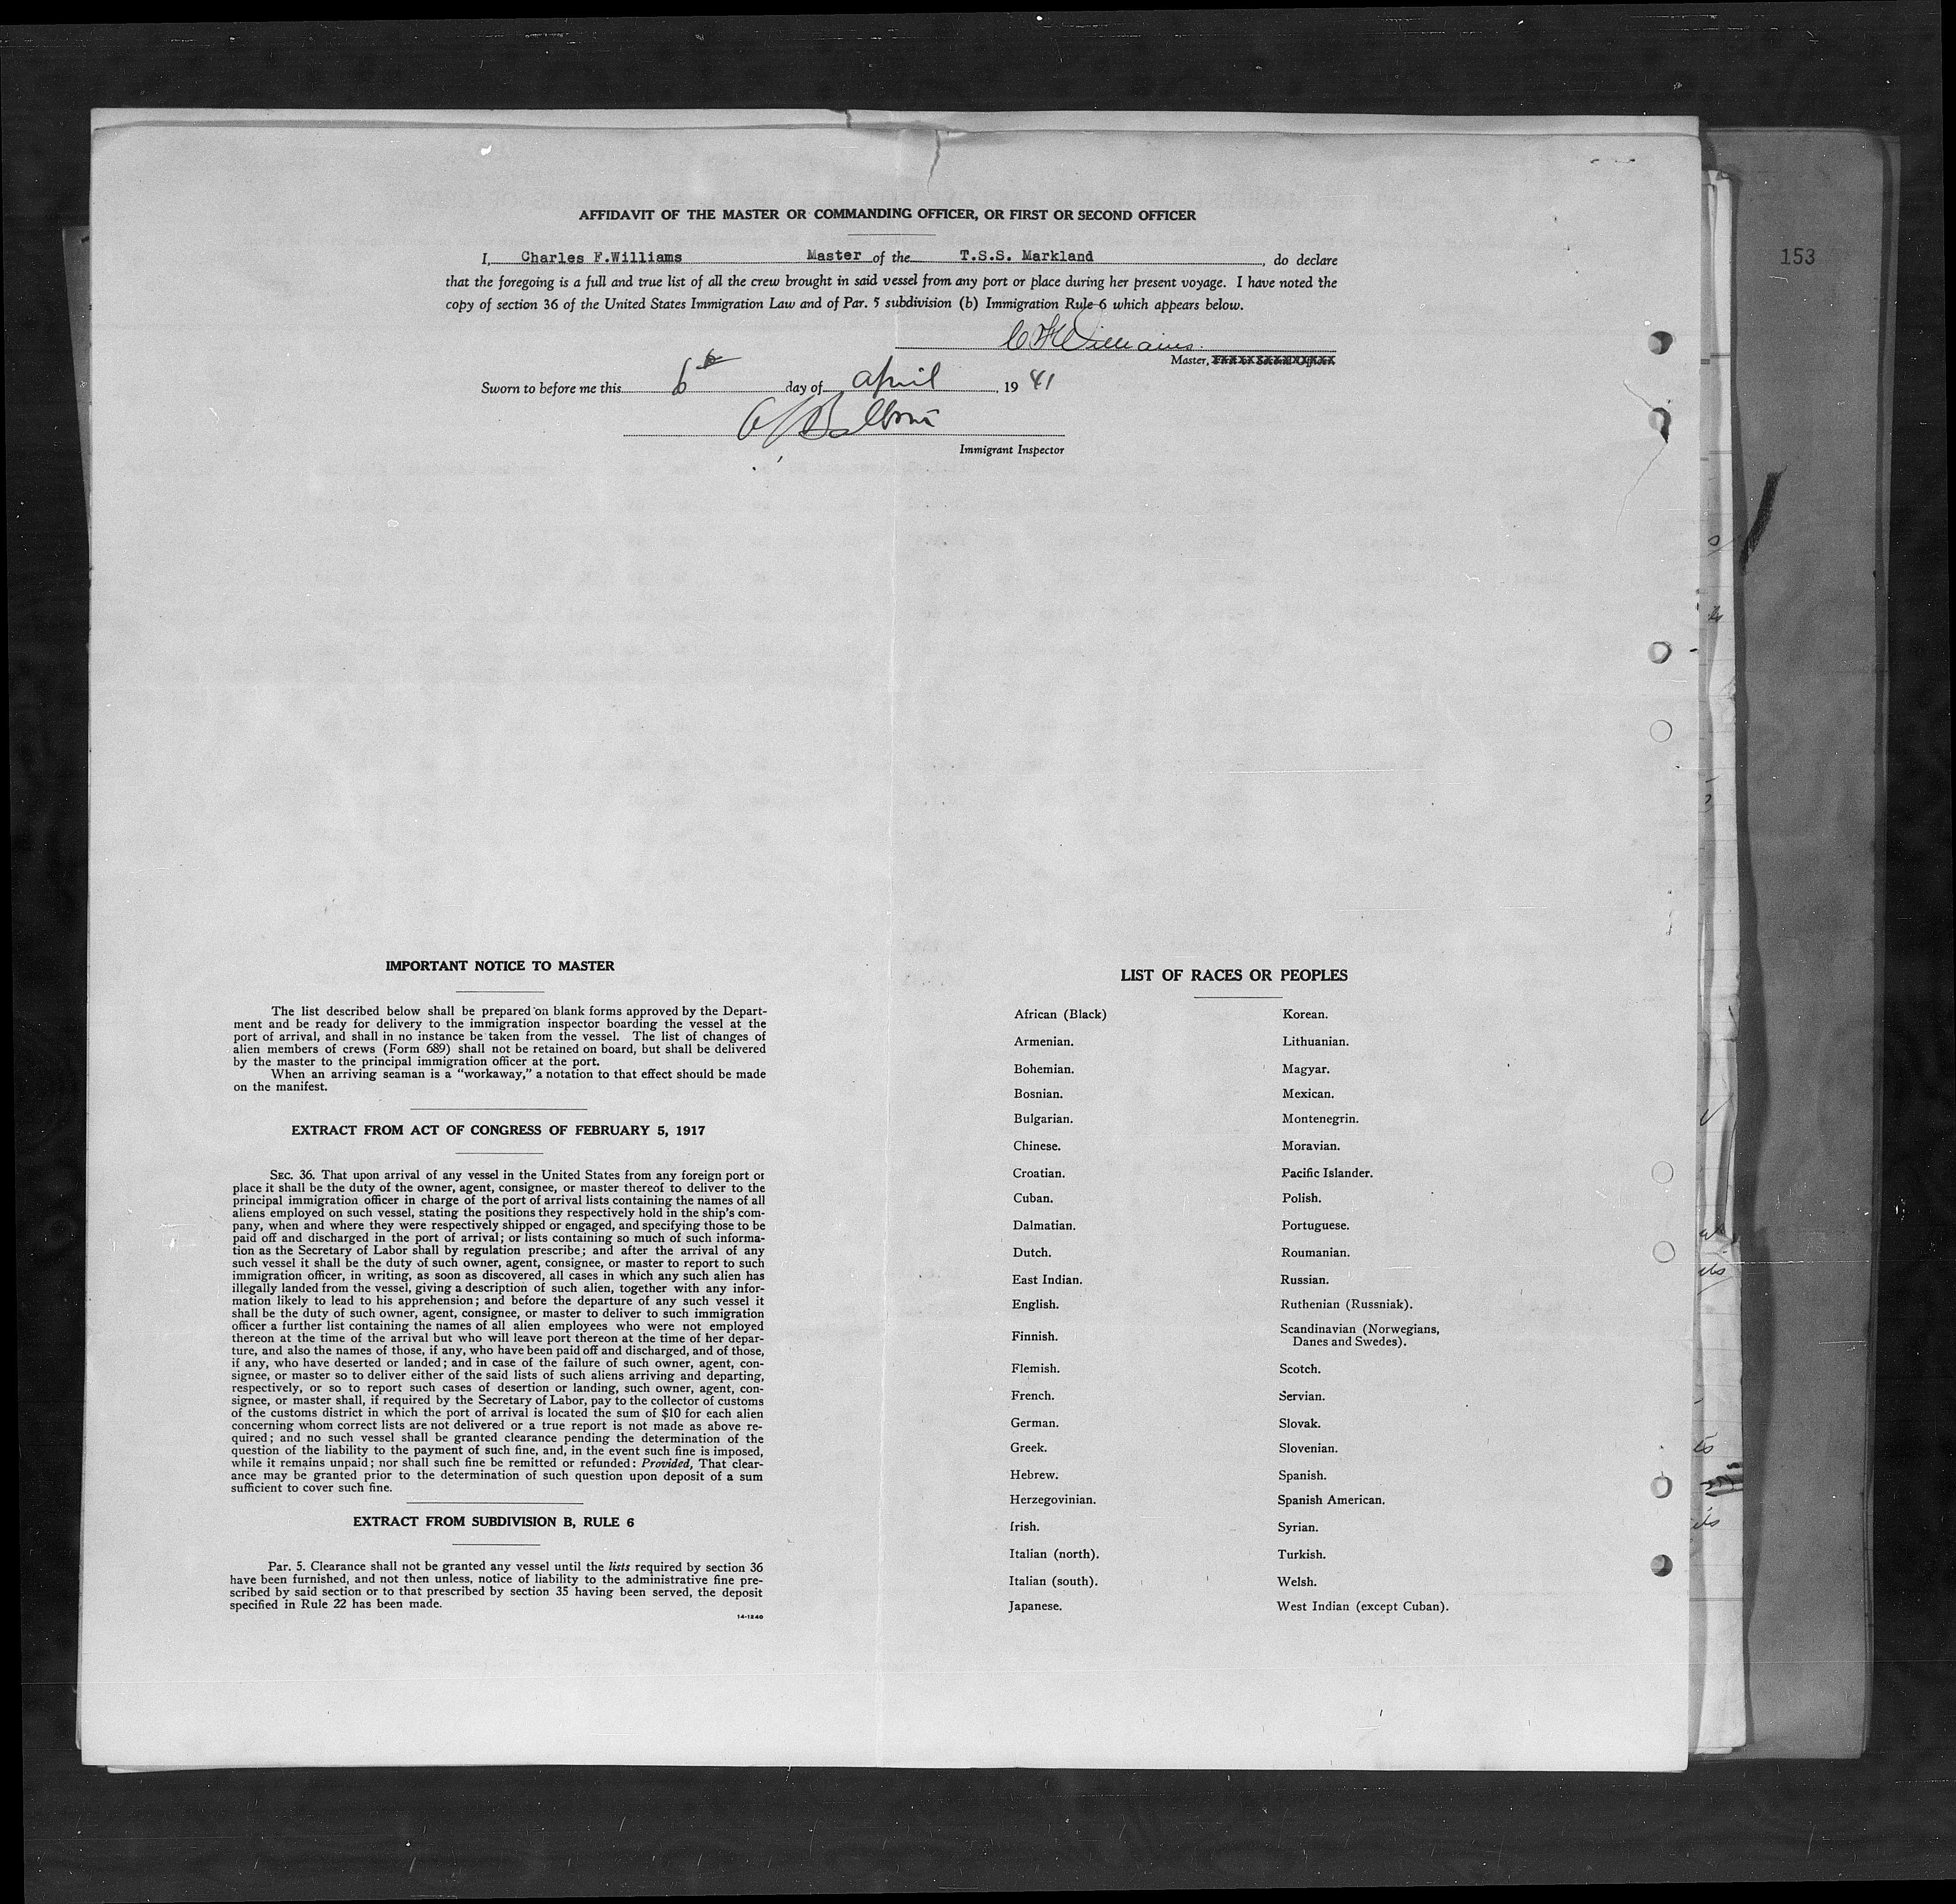 AFFIDAVIT OF THE MASTER OR COMMANDING OFFICER, OR FIRST OR SECOND OFFICER
I, Charles F.Williams Master of the T.S.S. Markland, do declare
that the foregoing is a full and true list of all the crew brought in said vessel from any port or place during her present voyage. I have noted the
copy of section 36 of the United States Immigration Law and of Par. 5 subdivision (b) Immigration Rule 6 which appears below.
C F Williams.
Master,
Sworn to before me this 6th day of April, 1941
Immigrant Inspector
153
IMPORTANT NOTICE TO MASTER
The list described below shall be prepared on blank forms approved by the Depart-
ment and be ready for delivery to the immigration inspector boarding the vessel at the
port of arrival, and shall in no instance be taken from the vessel. The list of changes of
alien members of crews (Form 689) shall not be retained on board, but shall be delivered
by the master to the principal immigration officer at the port.
When an arriving seaman is a "workaway," a notation to that effect should be made
on the manifest.
EXTRACT FROM ACT OF CONGRESS OF FEBRUARY 5, 1917
SEC. 36. That upon arrival of any vessel in the United States from any foreign port or
place it shall be the duty of the owner, agent, consignee, or master thereof to deliver to the
principal immigration officer in charge of the port of arrival lists containing the names of all
aliens employed on such vessel, stating the positions they respectively hold in the ship's com-
pany, when and where they were respectively shipped or engaged, and specifying those to be
paid off and discharged in the port of arrival; or lists containing so much of such informa-
tion as the Secretary of Labor shall by regulation prescribe; and after the arrival of any
such vessel it shall be the duty of such owner, agent, consignee, or master to report to such
immigration officer, in writing, as soon as discovered, all cases in which any such alien has
illegally landed from the vessel, giving a description of such alien, together with any infor-
mation likely to lead to his apprehension; and before the departure of any such vessel it
shall be the duty of such owner, agent, consignee, or master to deliver to such immigration
officer a further list containing the names of all alien employees who were not employed
thereon at the time of the arrival but who will leave port thereon at the time of her depar-
ture, and also the names of those, if any, who have been paid off and discharged, and of those,
if any, who have deserted or landed; and in case of the failure of such owner, agent, con-
signee, or master so to deliver either of the said lists of such aliens arriving and departing,
respectively, or so to report such cases of desertion or landing, such owner, agent, con-
signee, or master shall, if required by the Secretary of Labor, pay to the collector of customs
of the customs district in which the port of arrival is located the sum of $10 for each alien
concerning whom correct lists are not delivered or a true report is not made as above re-
quired; and no such vessel shall be granted clearance pending the determination of the
question of the liability to the payment of such fine, and, in the event such fine is imposed,
while it remains unpaid; nor shall such fine be remitted or refunded: Provided, That clear-
ance may be granted prior to the determination of such question upon deposit of a sum
sufficient to cover such fine.
EXTRACT FROM SUBDIVISION B, RULE 6
Par. 5. Clearance shall not be granted any vessel until the lists required by section 36
have been furnished, and not then unless, notice of liability to the administrative fine pre-
scribed by said section or to that prescribed by section 35 having been served, the deposit
specified in Rule 22 has been made.
14-1240
LIST OF RACES OR PEOPLES
African (Black)
Armenian.
Bohemian.
Bosnian.
Bulgarian.
Chinese.
Croatian.
Cuban.
Dalmatian.
Dutch.
East Indian.
English.
Finnish.
Flemish.
French.
German.
Greek.
Hebrew.
Herzegovinian.
Irish.
Italian (north).
Italian (south).
Japanese.
Korean.
Lithuanian.
Magyar.
Mexican.
Montenegrin.
Moravian.
Pacific Islander.
Polish.
Portuguese.
Roumanian.
Russian.
Ruthenian (Russniak).
Scandinavian (Norwegians,
Danes and Swedes).
Scotch.
Servian.
Slovak.
Slovenian.
Spanish.
Spanish American.
Syrian.
Turkish.
Welsh.
West Indian (except Cuban).